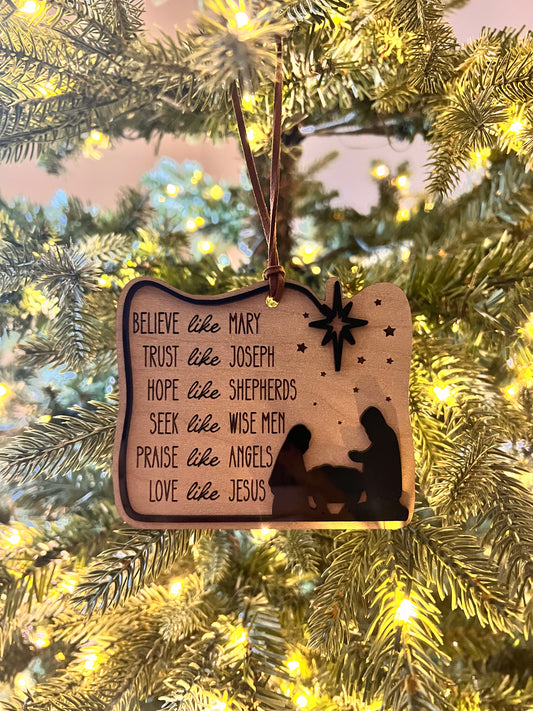 BELIEVE like MARY
TRUST like JOSEPH
HOPE like SHEPHERDS
SEEK like WISE MEN
PRAISE like ANGELS
LOVE like JESUS